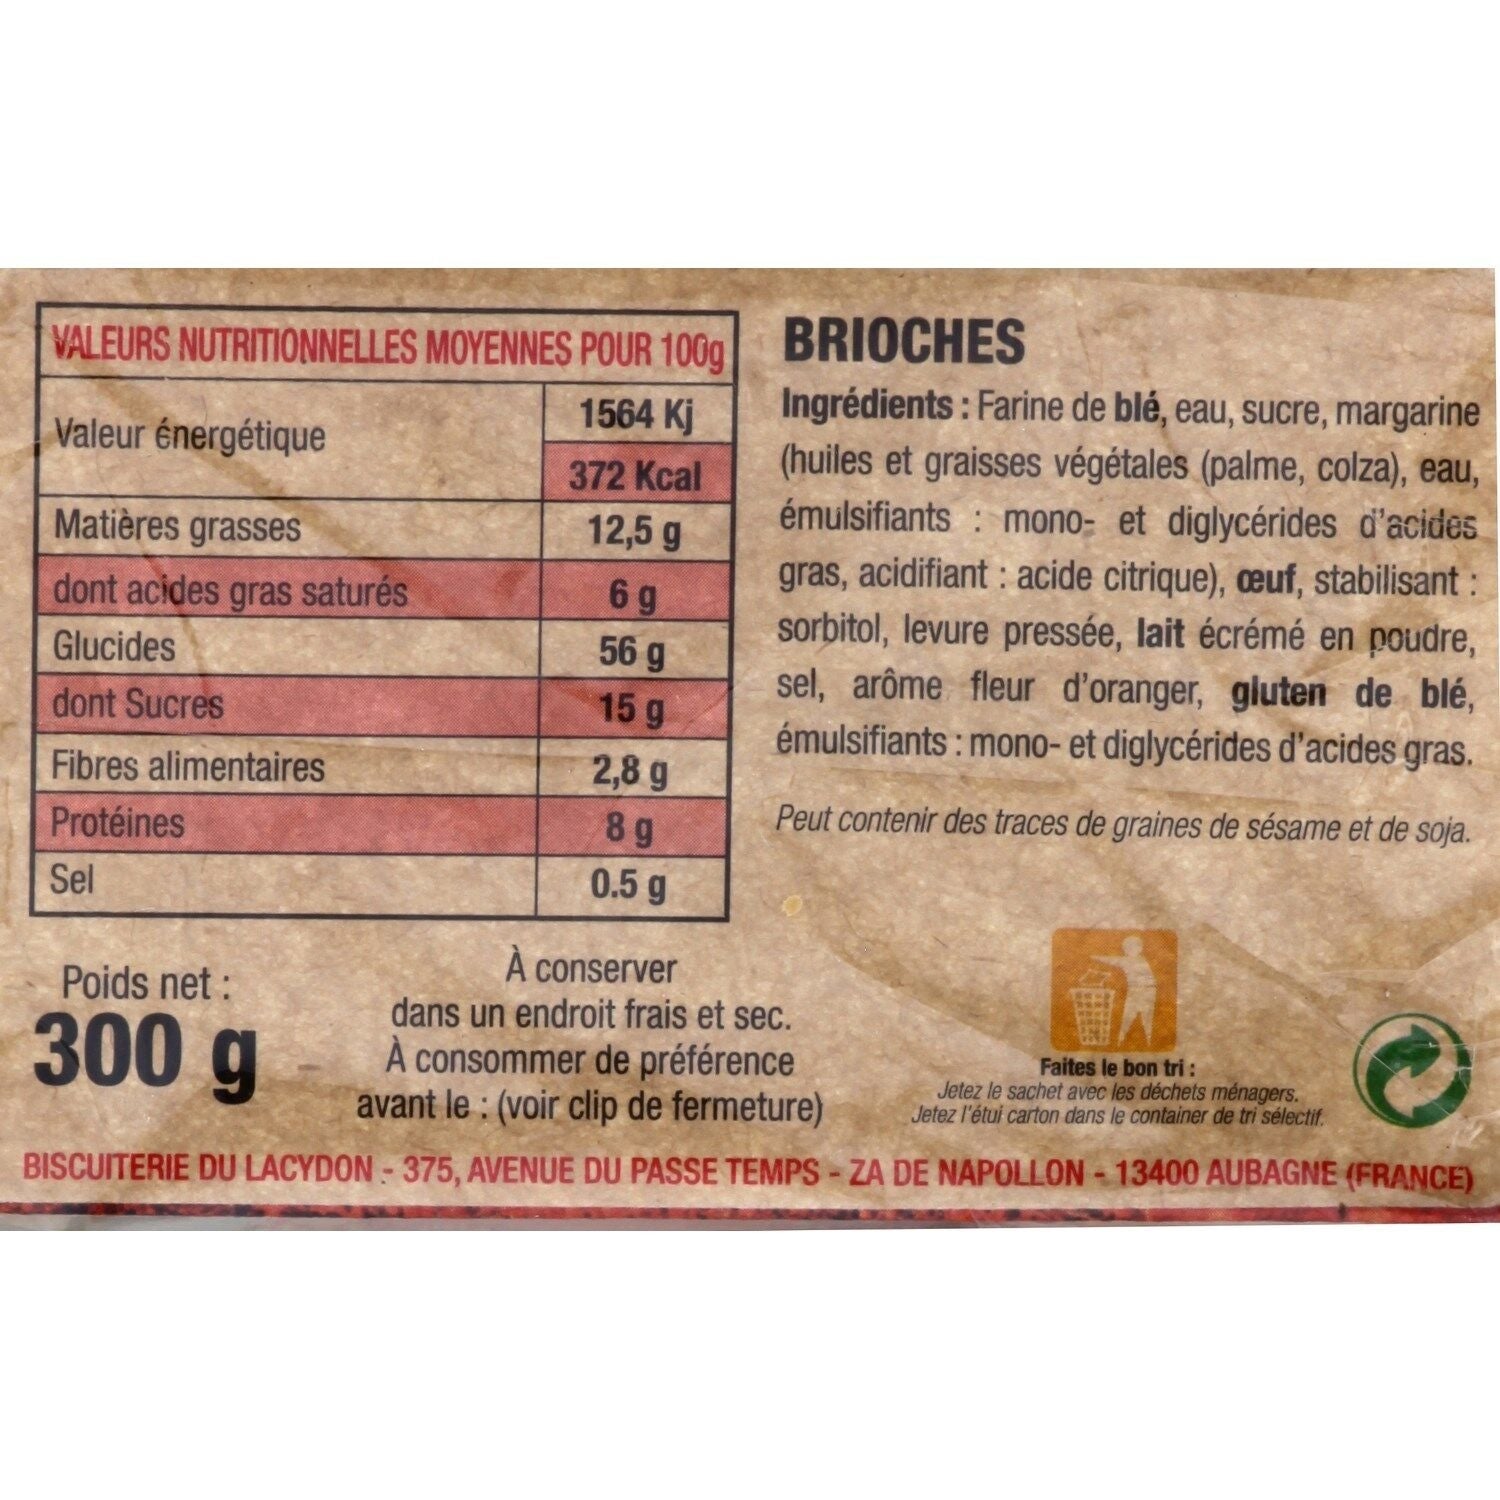 VALEURS NUTRITIONNELLES MOYENNES POUR 100g
Valeur énergétique
1564 Kj
372 Kcal
Matières grasses 12,5 g
dont acides gras saturés 6 g
Glucides 56 g
dont Sucres 15 g
Fibres alimentaires 2,8 g
Protéines 8 g
Sel 0.5 g
Poids net :
300 g
À conserver
dans un endroit frais et sec.
À consommer de préférence
avant le : (voir clip de fermeture)
BRIOCHES
Ingrédients : Farine de blé, eau, sucre, margarine
(huiles et graisses végétales (palme, colza), eau,
émulsifiants : mono- et diglycérides d'acides
gras, acidifiant : acide citrique), œuf, stabilisant :
sorbitol, levure pressée, lait écrémé en poudre,
sel, arôme fleur d'oranger, gluten de blé,
émulsifiants : mono- et diglycérides d'acides gras.
Peut contenir des traces de graines de sésame et de soja.
Faites le bon tri :
Jetez le sachet avec les déchets ménagers.
Jetez l'étui carton dans le container de tri sélectif.
BISCUITERIE DU LACYDON - 375, AVENUE DU PASSE TEMPS - ZA DE NAPOLLON - 13400 AUBAGNE (FRANCE)